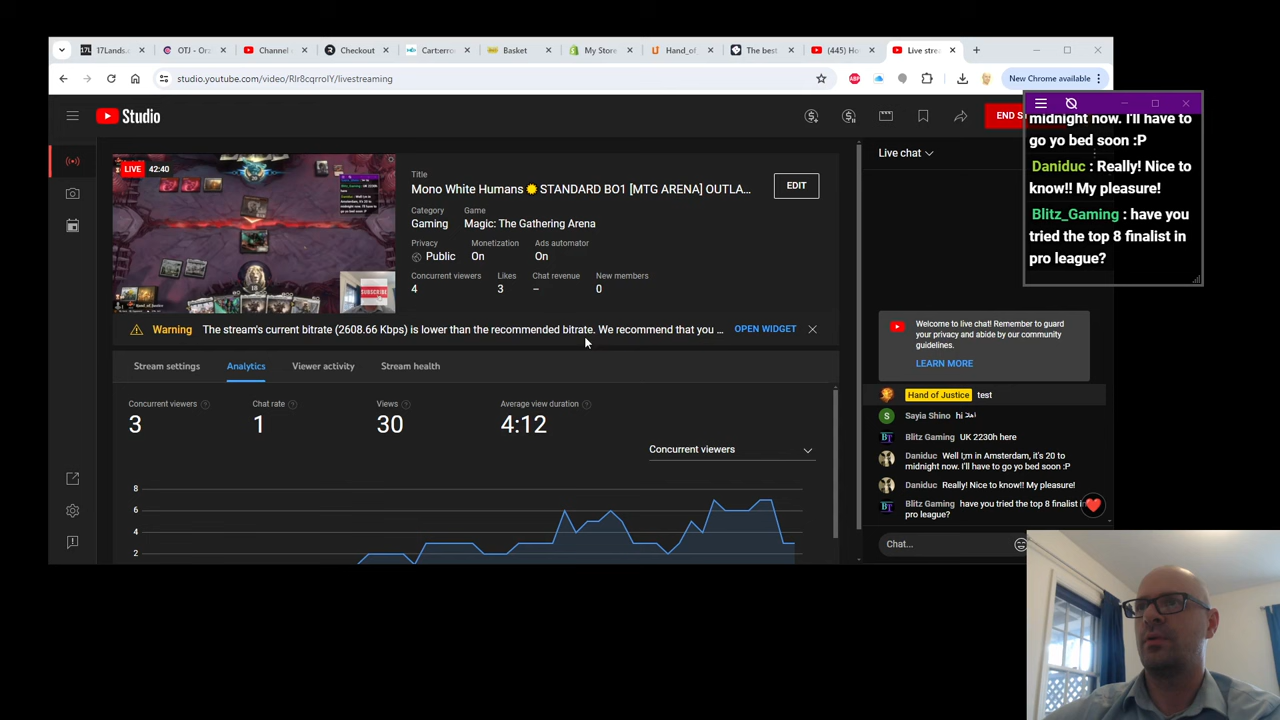 17Lands.
OTJ - Ora
Channel
Checkout
Cart:erro
Basket
My Store
Hand_of
The best
(445) Ho
Live strea
studio.youtube.com/video/RIr8cqrroIY/livestreaming
New Chrome available
Studio
END S
LIVE 42:40
Title
Mono White Humans ✹ STANDARD BO1 [MTG ARENA] OUTLA...
EDIT
Category Game
Gaming Magic: The Gathering Arena
Privacy Monetization Ads automator
Public On On
Concurrent viewers Likes Chat revenue New members
4 3 – 0
SUBSCRIBE
Warning The stream's current bitrate (2608.66 Kbps) is lower than the recommended bitrate. We recommend that you ... OPEN WIDGET
Stream settings Analytics Viewer activity Stream health
Concurrent viewers Chat rate Views Average view duration
3 1 30 4:12
Concurrent viewers
8
6
4
2
Live chat
midnight now. I'll have to
go yo bed soon :P
Daniduc : Really! Nice to
know!! My pleasure!
Blitz_Gaming : have you
tried the top 8 finalist in
pro league?
Welcome to live chat! Remember to guard
your privacy and abide by our community
guidelines.
LEARN MORE
Hand of Justice test
S Sayia Shino hi
Blitz Gaming UK 2230h here
Daniduc Well I;m in Amsterdam, it's 20 to
midnight now. I'll have to go yo bed soon :P
Daniduc Really! Nice to know!! My pleasure!
Blitz Gaming have you tried the top 8 finalist in
pro league?
Chat...